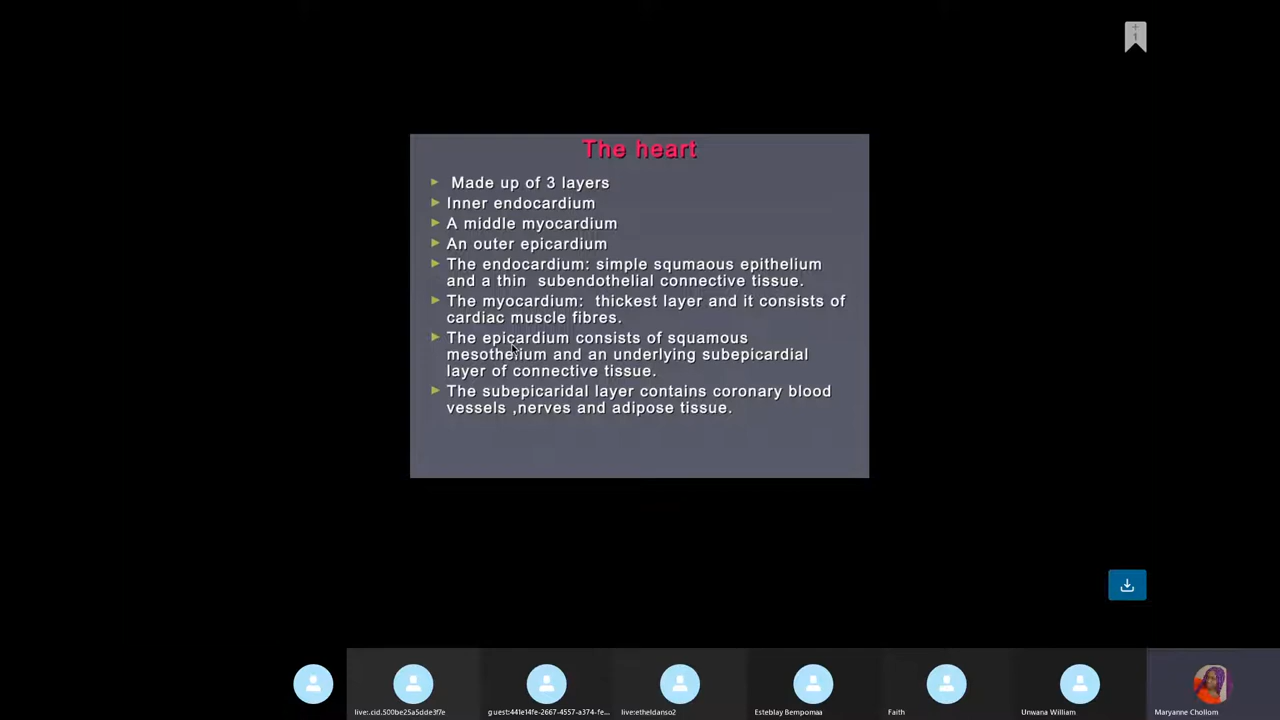 +
1
The heart
Made up of 3 layers
Inner endocardium
A middle myocardium
An outer epicardium
The endocardium: simple squmaous epithelium
and a thin subendothelial connective tissue.
The myocardium: thickest layer and it consists of
cardiac muscle fibres.
The epicardium consists of squamous
mesothelium and an underlying subepicardial
layer of connective tissue.
The subepicaridal layer contains coronary blood
vessels ,nerves and adipose tissue.
live:.cid.500be25a5dde3f7e
guest:441e14fe-2667-4557-a374-fe...
live:etheldanso2
Esteblay Bempomaa
Faith
Unwana William
Maryanne Chollom